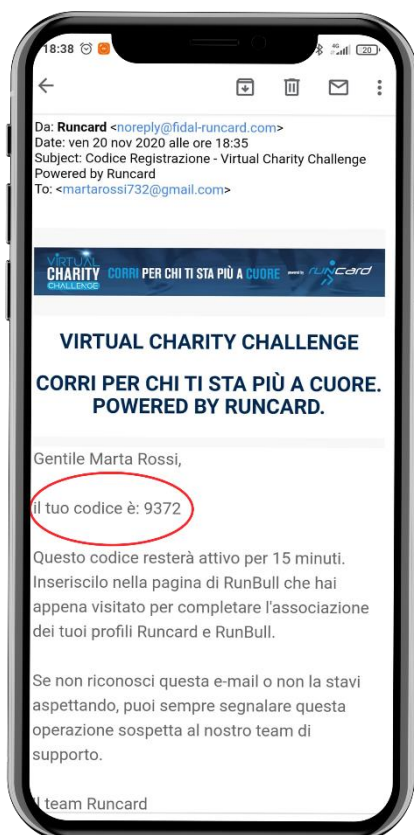 18:38
4G
20
Da: Runcard <noreply@fidal-runcard.com>
Date: ven 20 nov 2020 alle ore 18:35
Subject: Codice Registrazione - Virtual Charity Challenge
Powered by Runcard
To: <martarossi732@gmail.com>
VIRTUAL
CHARITY
CHALLENGE
CORRI PER CHI TI STA PIÙ A CUORE
runcard
VIRTUAL CHARITY CHALLENGE
CORRI PER CHI TI STA PIÙ A CUORE.
POWERED BY RUNCARD.
Gentile Marta Rossi,
il tuo codice è: 9372
Questo codice resterà attivo per 15 minuti.
Inseriscilo nella pagina di RunBull che hai
appena visitato per completare l'associazione
dei tuoi profili Runcard e RunBull.
Se non riconosci questa e-mail o non la stavi
aspettando, puoi sempre segnalare questa
operazione sospetta al nostro team di
supporto.
Il team Runcard